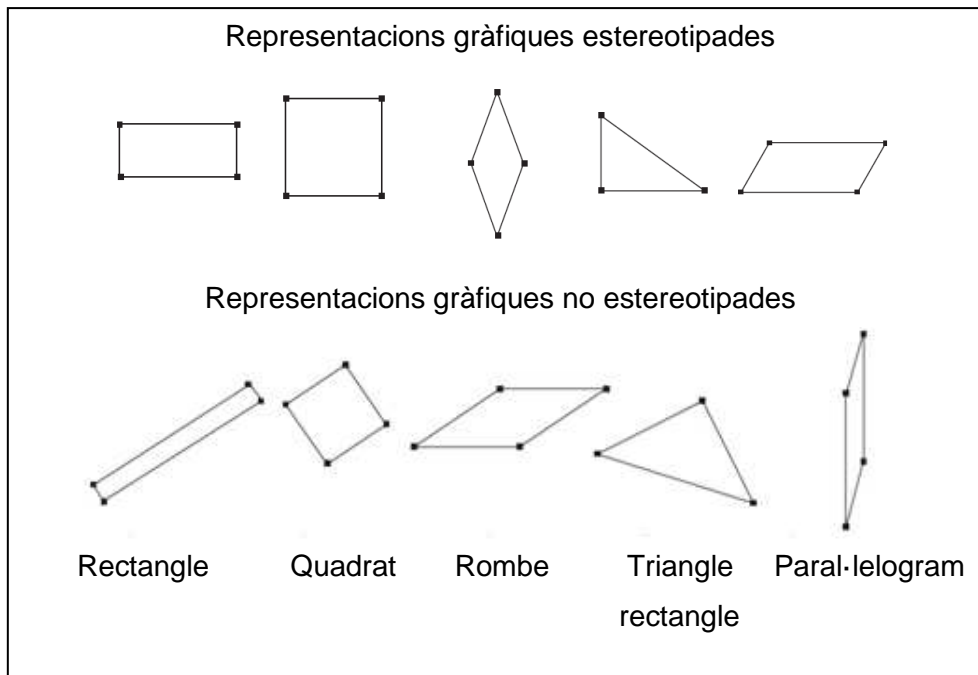 Representacions gràfiques estereotipades
Representacions gràfiques no estereotipades
Rectangle Quadrat Rombe Triangle Paral·lelogram
rectangle